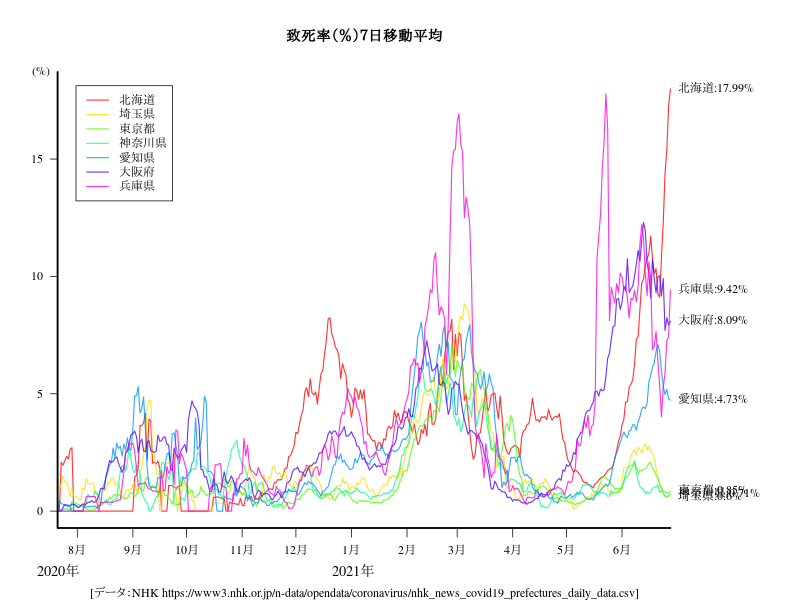 致死率(%)7日移動平均
(%)
北海道
埼玉県
東京都
神奈川県
愛知県
大阪府
兵庫県
15
10
5
0
北海道:17.99%
兵庫県:9.42%
大阪府:8.09%
愛知県:4.73%
東京都:0.85%
8月 9月 10月 11月 12月 1月 2月 3月 4月 5月 6月
2020年 2021年
[データ:NHK https://www3.nhk.or.jp/n-data/opendata/coronavirus/nhk_news_covid19_prefectures_daily_data.csv]